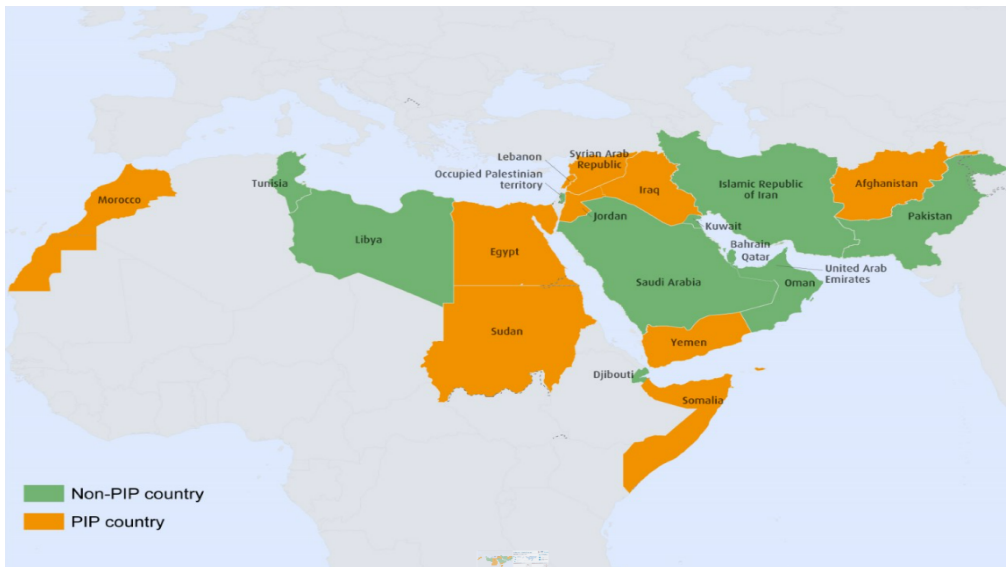 Lebanon
Syrian Arab
Republic
Occupied Palestinian
territory
Tunisia
Morocco
Iraq
Islamic Republic
of Iran
Afghanistan
Pakistan
Jordan
Kuwait
Libya
Egypt
Bahrain
Qatar
United Arab
Emirates
Saudi Arabia
Oman
Sudan
Yemen
Djibouti
Somalia
Non-PIP country
PIP country